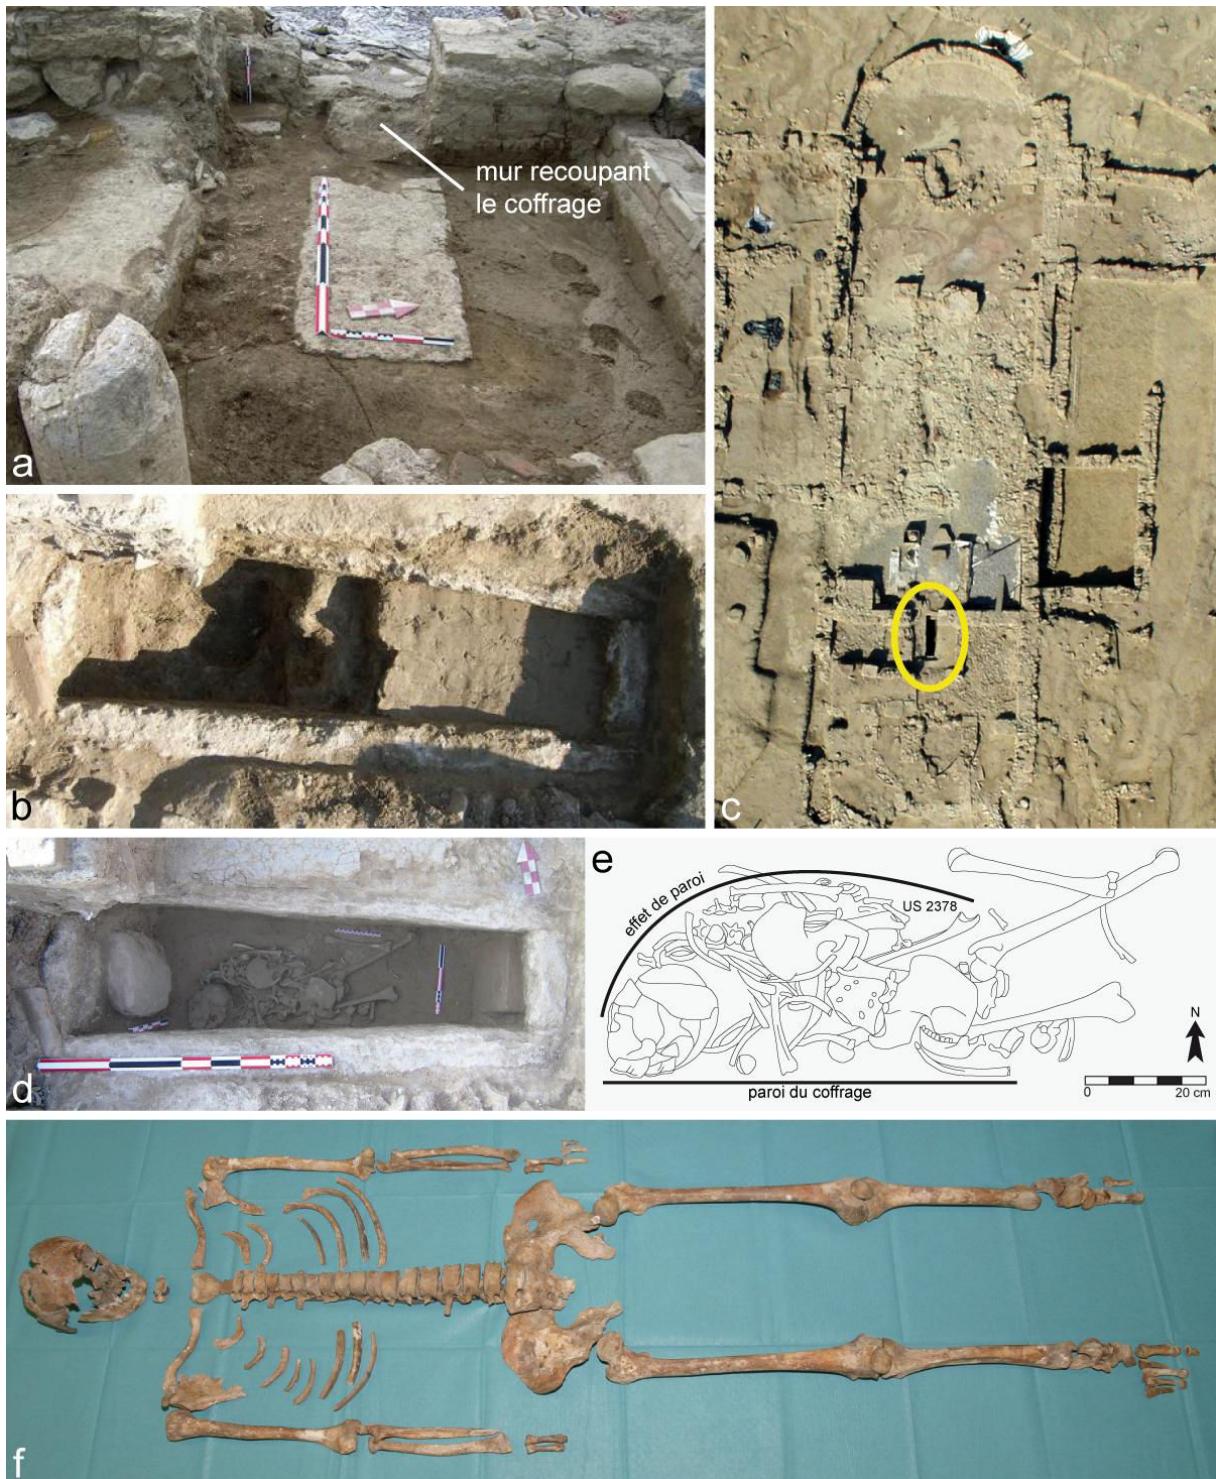 mur recoupant
le coffrage
a
b
c
d
e
effet de paroi
US 2378
N
paroi du coffrage
0
20 cm
f